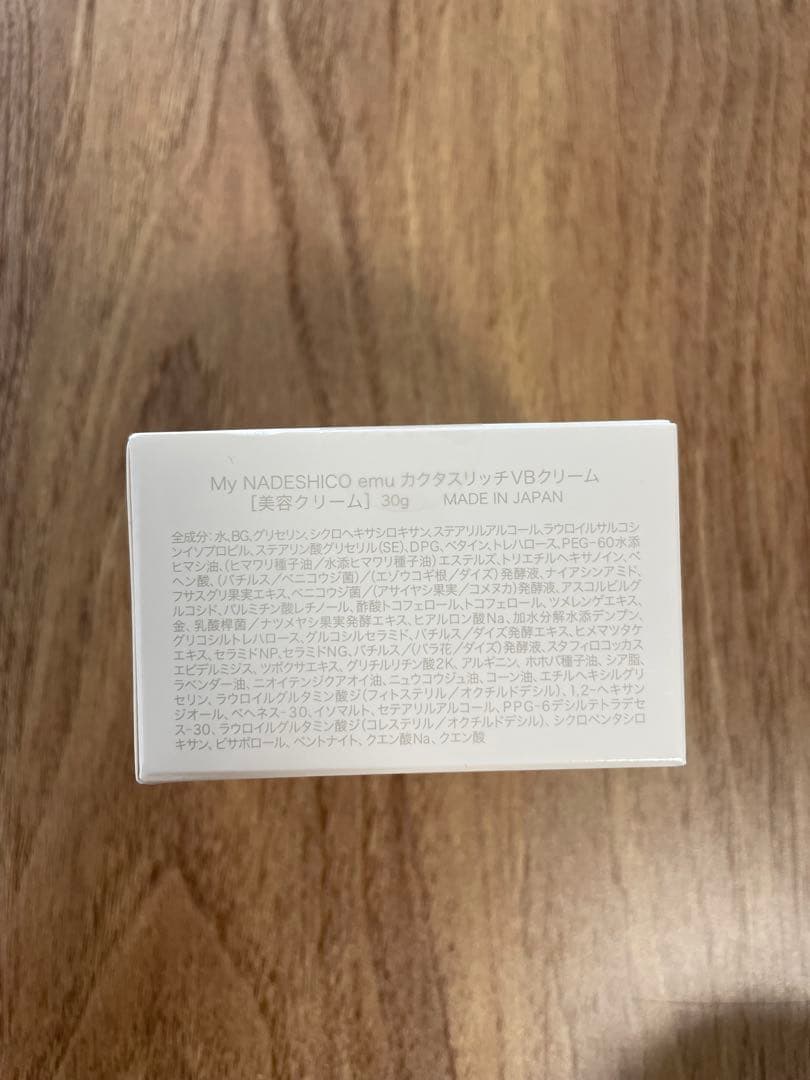 My NADESHICO emu カクタスリッチVBクリーム
[美容クリーム] 30g MADE IN JAPAN
全成分:水、BG、グリセリン、シクロヘキサシロキサン、ステアリルアルコール、ラウロイルサルコシ
ンイソプロピル、ステアリン酸グリセリル(SE)、DPG、ベタイン、トレハロース、PEG-60水添
ヒマシ油、(ヒマワリ種子油/水添ヒマワリ種子油)エステルズ、トリエチルヘキサノイン、ベ
ヘン酸、(バチルス/ベニコウジ菌)/(エゾウコギ根/ダイズ)発酵液、ナイアシンアミド、
フサスグリ果実エキス、ベニコウジ菌/(アサイヤシ果実/コメヌカ)発酵液、アスコルビルグ
ルコシド、パルミチン酸レチノール、酢酸トコフェロール、トコフェロール、ツメレンゲエキス、
金、乳酸桿菌/ナツメヤシ果実発酵エキス、ヒアルロン酸Na、加水分解水添デンプン、
グリコシルトレハロース、グルコシルセラミド、バチルス/ダイズ発酵エキス、ヒメマツタケ
エキス、セラミドNP、セラミドNG、バチルス/(バラ花/ダイズ)発酵液、スタフィロコッカス
エピデルミジス、ツボクサエキス、グリチルリチン酸2K、アルギニン、ホホバ種子油、シア脂、
ラベンダー油、ニオイテンジクアオイ油、ニュウコウジュ油、コーン油、エチルヘキシルグリ
セリン、ラウロイルグルタミン酸ジ(フィトステリル/オクチルドデシル)、1,2-ヘキサン
ジオール、ベヘネス-30、イソマルト、セテアリルアルコール、PPG-6デシルテトラデセ
ス-30、ラウロイルグルタミン酸ジ(コレステリル/オクチルドデシル)、シクロペンタシロ
キサン、ビサボロール、ベントナイト、クエン酸Na、クエン酸